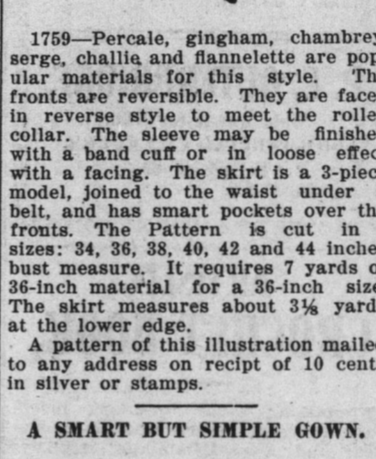 1759—Percale, gingham, chambrey
serge, challie and flannelette are pop
ular materials for this style. Th
fronts are reversible. They are face
in reverse style to meet the rolle
collar. The sleeve may be finishe
with a band cuff or in loose effec
with a facing. The skirt is a 3-piec
model, joined to the waist under
belt, and has smart pockets over th
fronts. The Pattern is cut in
sizes: 34, 36, 38, 40, 42 and 44 inche
bust measure. It requires 7 yards o
36-inch material for a 36-inch size
The skirt measures about 3⅛ yard
at the lower edge.
A pattern of this illustration maile
to any address on recipt of 10 cent
in silver or stamps.
A SMART BUT SIMPLE GOWN.